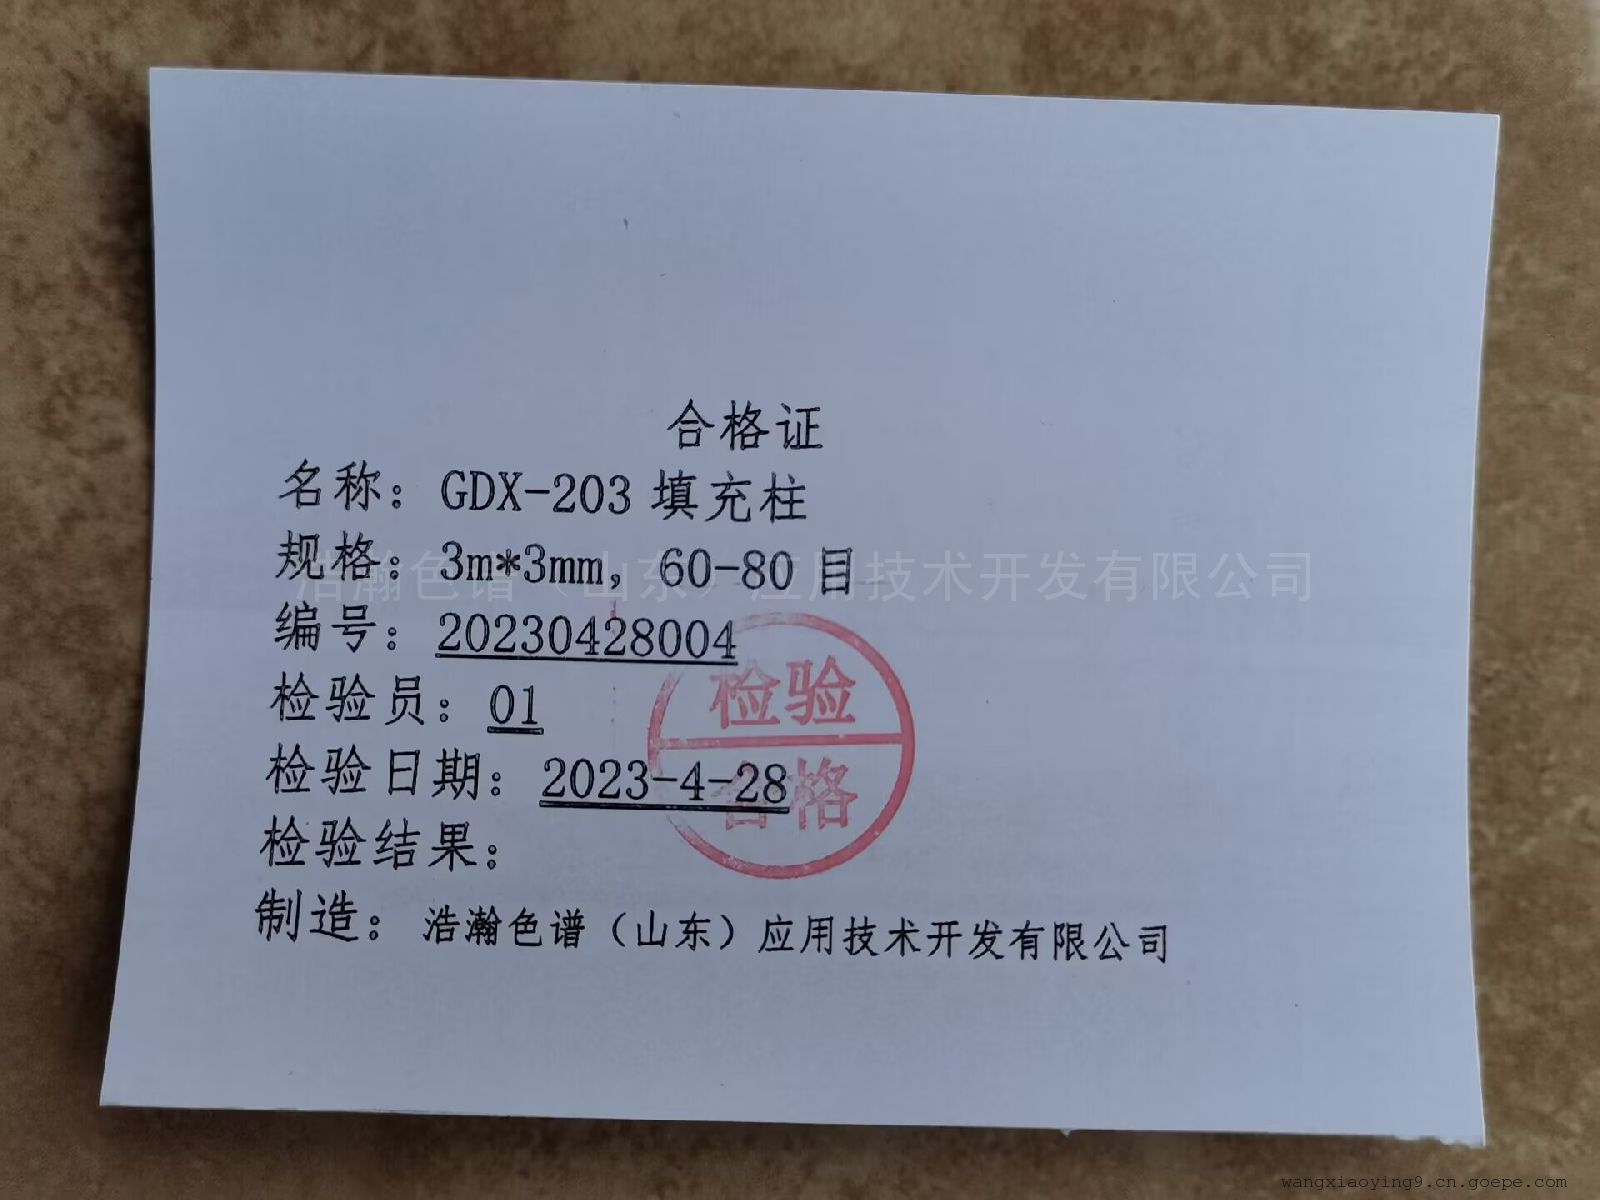 合格证
名称：GDX-203 填充柱
规格：3m*3mm，60-80 目
浩瀚色谱（山东）应用技术开发有限公司
编号：20230428004
检验员：01
检验
检验日期：2023-4-28
合格
检验结果：
制造：浩瀚色谱（山东）应用技术开发有限公司
wangxiaoying9.cn.goepe.com